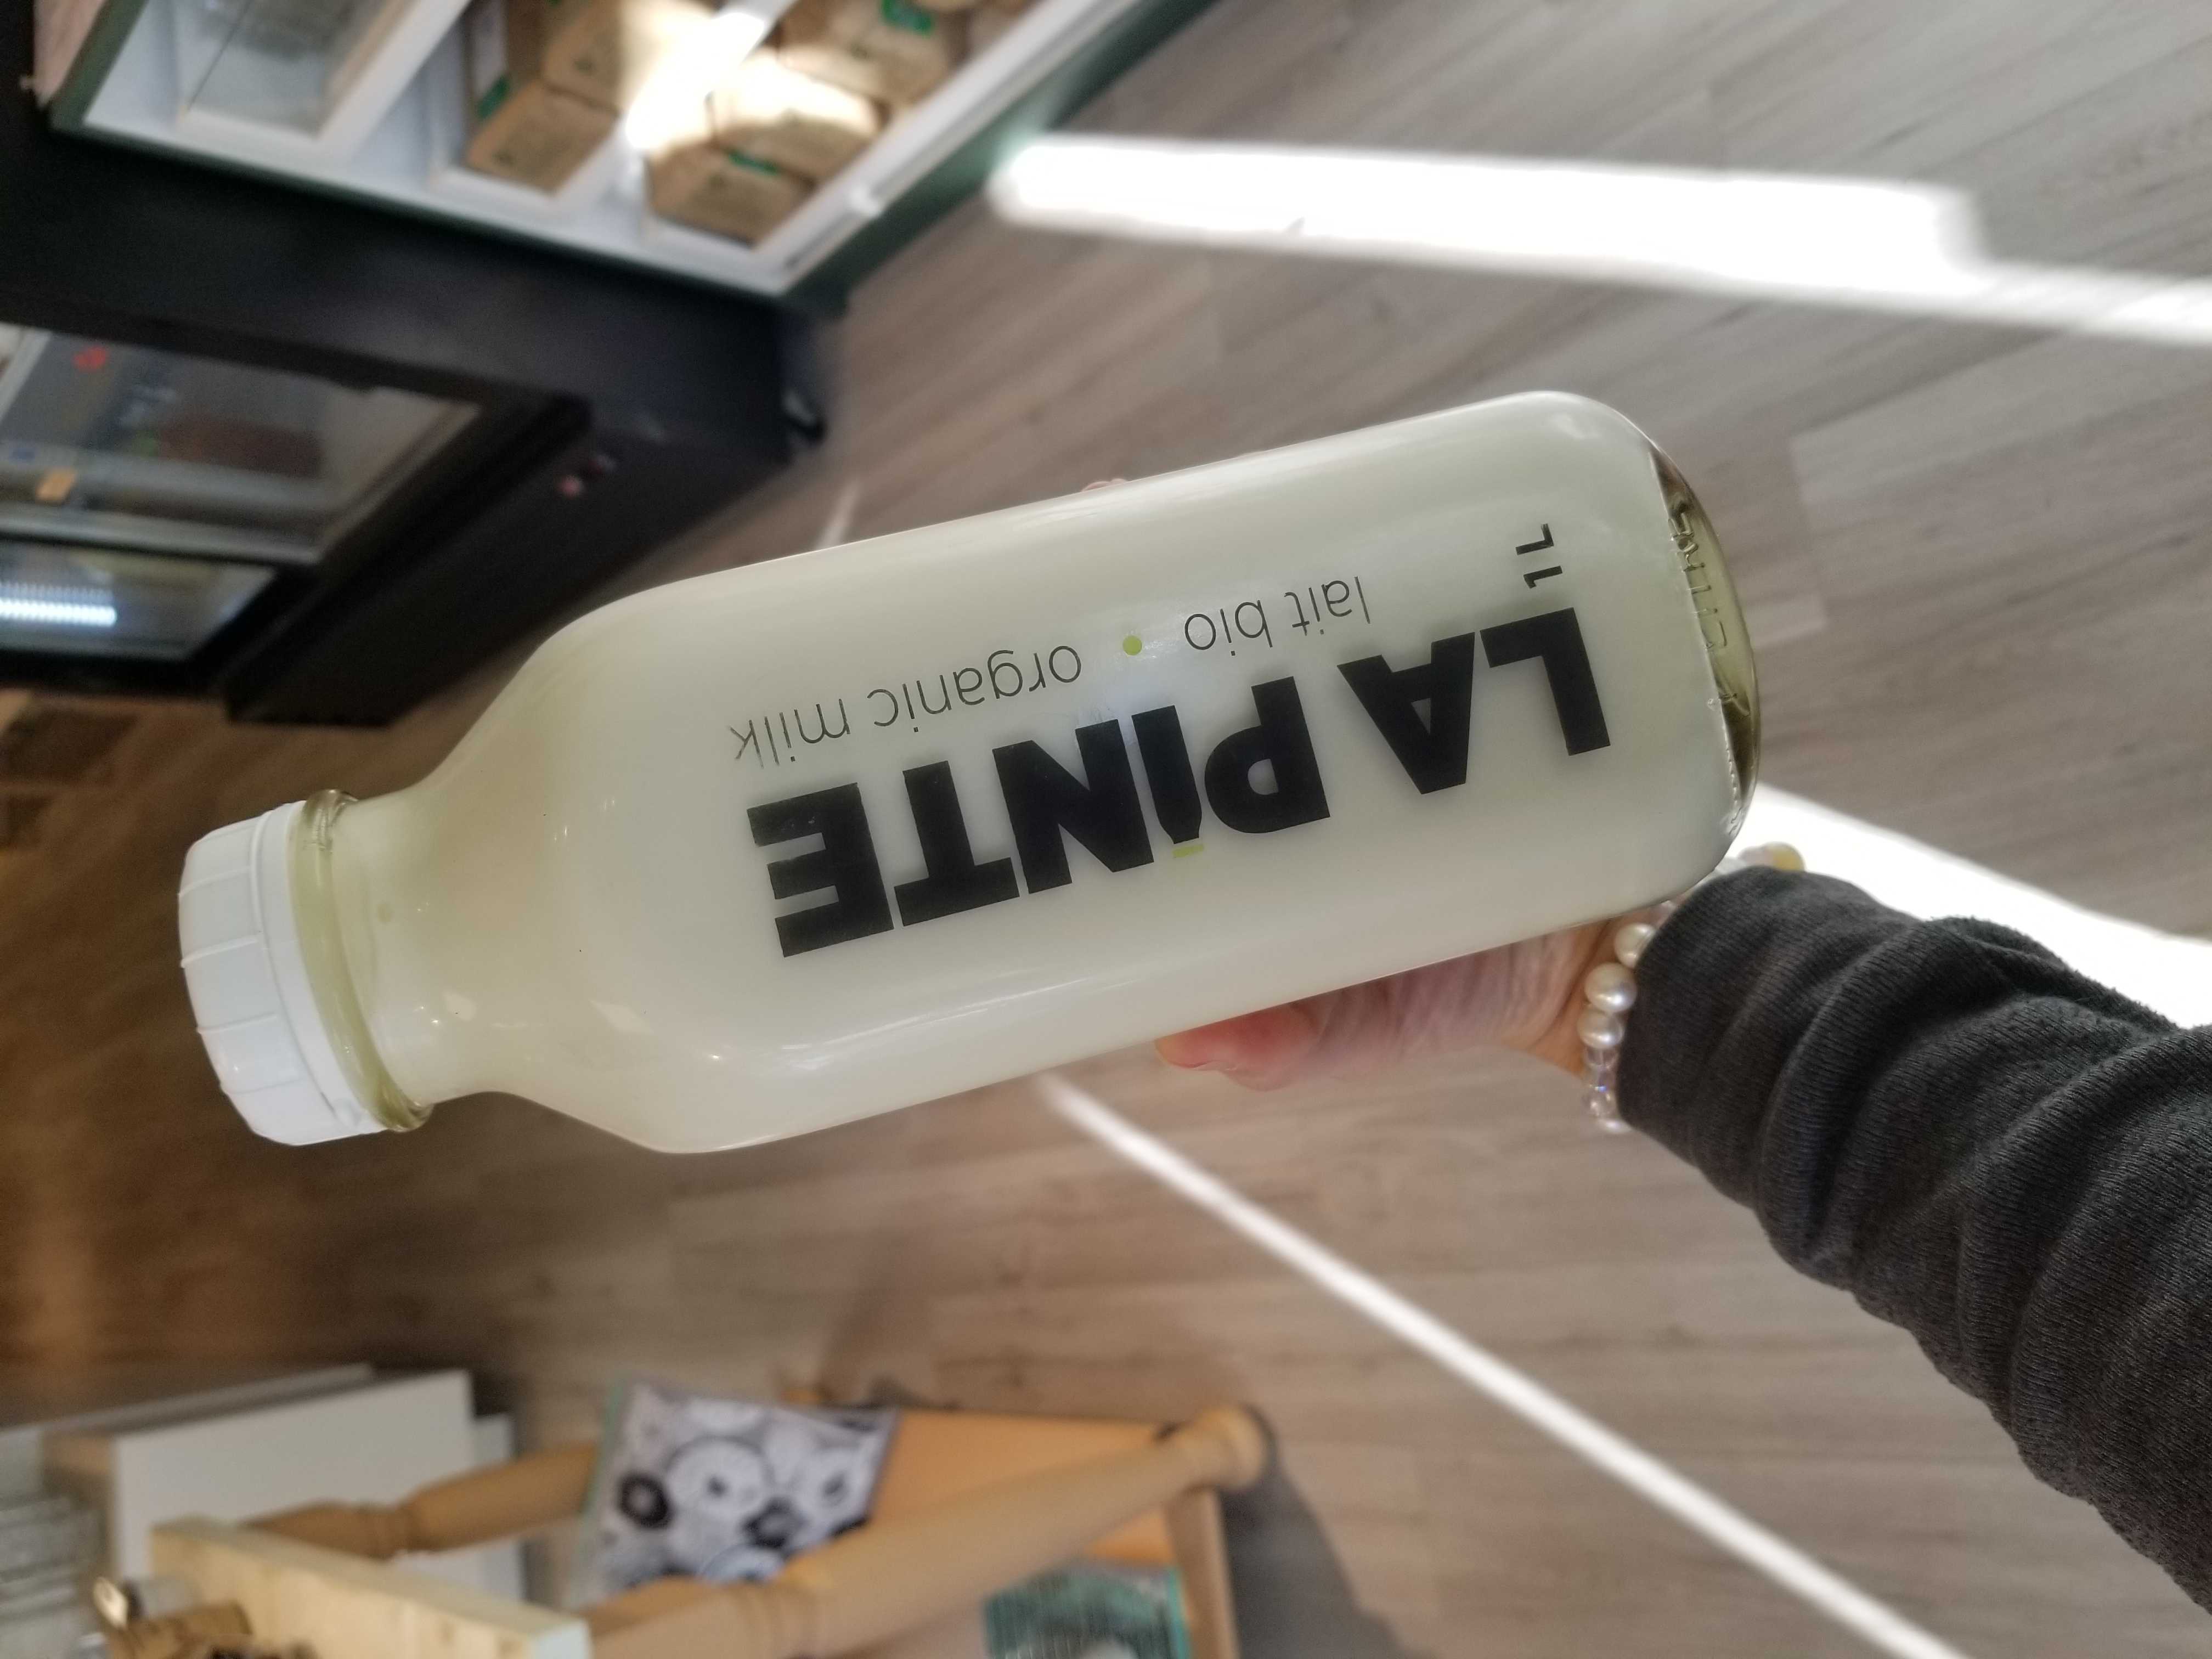 LA PiNTE
lait bio • organic milk
1L